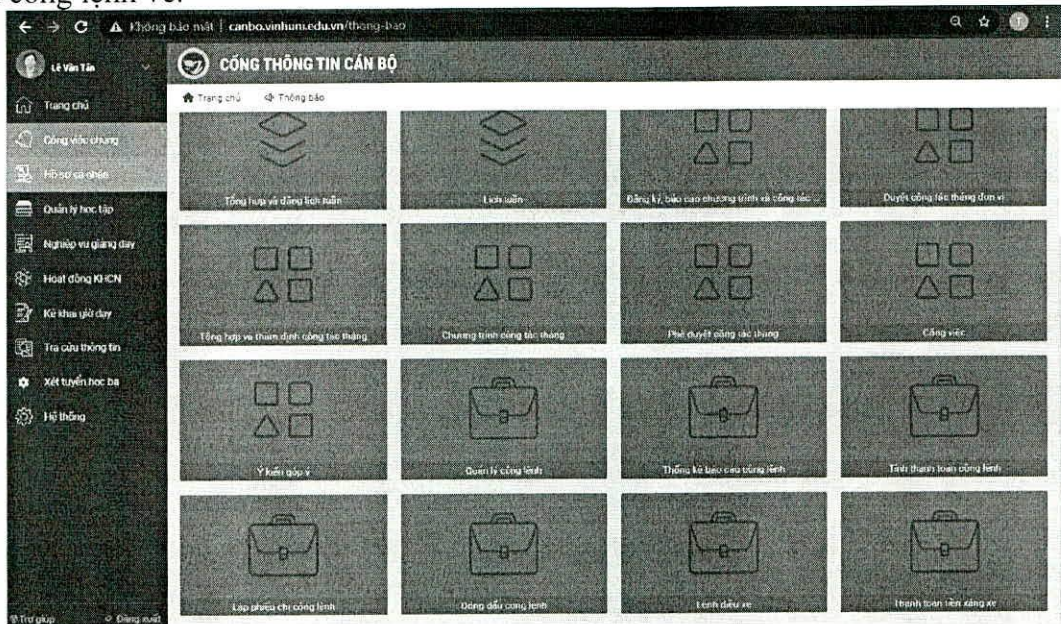 công lệnh về.
Không bảo mật | canbo.vinhuni.edu.vn/thong-bao
Lê Văn Tấn
CỔNG THÔNG TIN CÁN BỘ
Trang chủ
Thông báo
Trang chủ
Công việc chung
Hồ sơ cá nhân
Quản lý học tập
Nghiệp vụ giảng dạy
Hoạt động KHCN
Kê khai giờ dạy
Tra cứu thông tin
Xét tuyển học bạ
Hệ thống
Tổng hợp và đăng lịch tuần
Lịch tuần
Đăng ký, báo cáo chương trình và công tác
Duyệt công tác tháng đơn vị
Tổng hợp và thẩm định công tác tháng
Chương trình công tác tháng
Phê duyệt công tác tháng
Công việc
Ý kiến góp ý
Quản lý công lệnh
Thống kê báo cáo công lệnh
Tính thanh toán công lệnh
Lập phiếu chi công lệnh
Đóng dấu công lệnh
Lệnh điều xe
Thanh toán tiền xăng xe
Trợ giúp
Đăng xuất